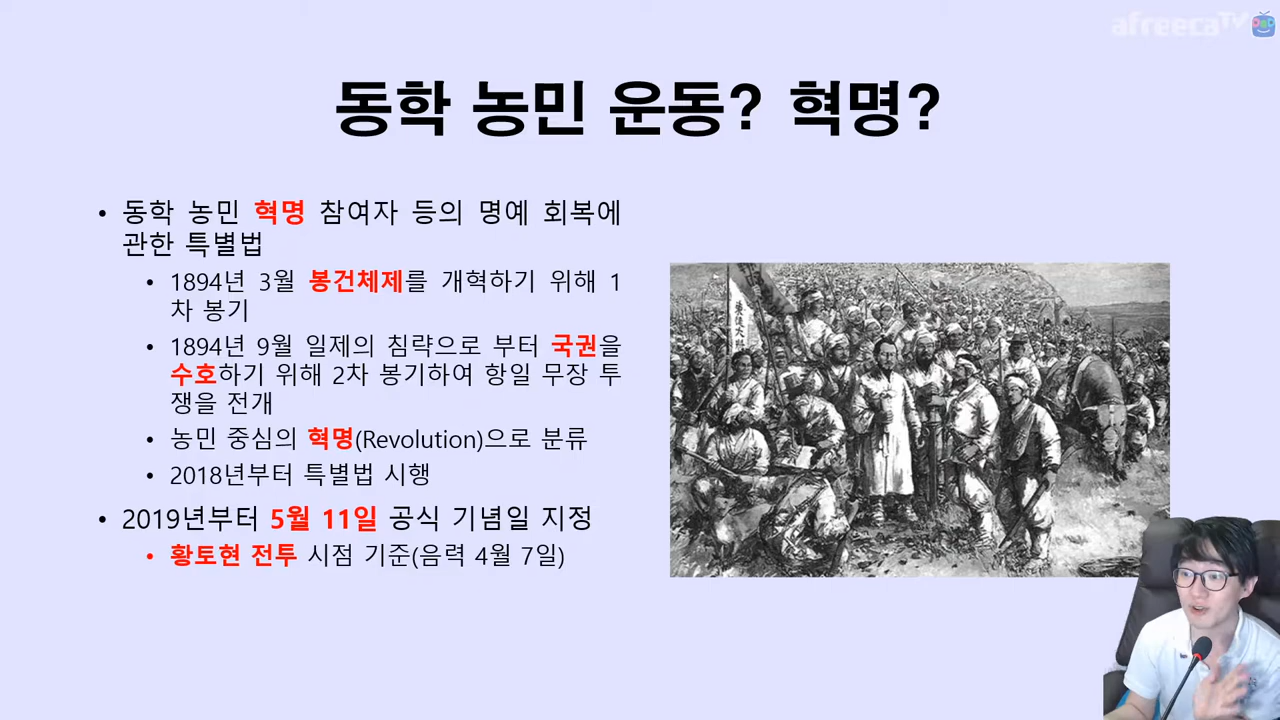 afreecaTV
동학 농민 운동? 혁명?
• 동학 농민 혁명 참여자 등의 명예 회복에
관한 특별법
• 1894년 3월 봉건체제를 개혁하기 위해 1
차 봉기
• 1894년 9월 일제의 침략으로 부터 국권을
수호하기 위해 2차 봉기하여 항일 무장 투
쟁을 전개
• 농민 중심의 혁명(Revolution)으로 분류
• 2018년부터 특별법 시행
• 2019년부터 5월 11일 공식 기념일 지정
• 황토현 전투 시점 기준(음력 4월 7일)